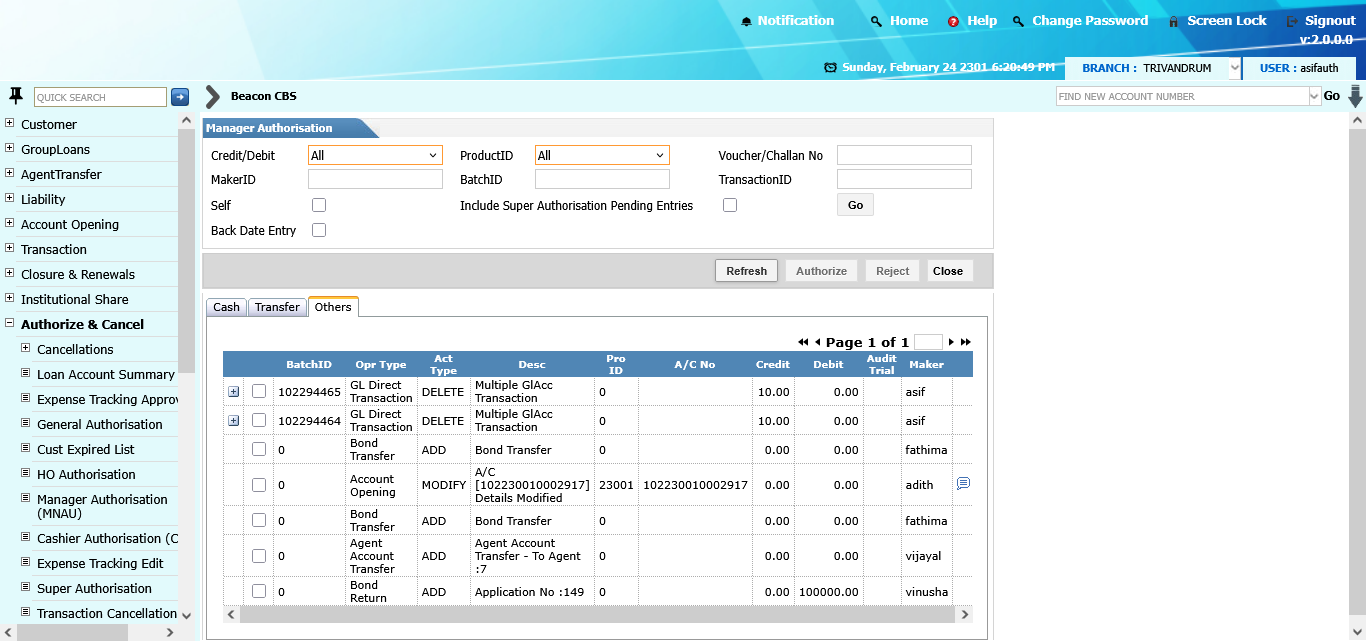 Notification Home Help Change Password Screen Lock Signout
v:2.0.0.0
Sunday, February 24 2301 6:20:49 PM BRANCH : TRIVANDRUM USER : asifauth
QUICK SEARCH Beacon CBS FIND NEW ACCOUNT NUMBER Go
Customer
GroupLoans
AgentTransfer
Liability
Account Opening
Transaction
Closure & Renewals
Institutional Share
Authorize & Cancel
Cancellations
Loan Account Summary
Expense Tracking Approv
General Authorisation
Cust Expired List
HO Authorisation
Manager Authorisation
(MNAU)
Cashier Authorisation (C
Expense Tracking Edit
Super Authorisation
Transaction Cancellation
Manager Authorisation
Credit/Debit All ProductID All Voucher/Challan No
MakerID BatchID TransactionID
Self Include Super Authorisation Pending Entries Go
Back Date Entry
Refresh Authorize Reject Close
Cash Transfer Others
Page 1 of 1
BatchID Opr Type Act Type Desc Pro ID A/C No Credit Debit Audit Trial Maker
102294465 GL Direct Transaction DELETE Multiple GlAcc Transaction 0 10.00 0.00 asif
102294464 GL Direct Transaction DELETE Multiple GlAcc Transaction 0 10.00 0.00 asif
0 Bond Transfer ADD Bond Transfer 0 0.00 0.00 fathima
0 Account Opening MODIFY A/C [102230010002917] Details Modified 23001 102230010002917 0.00 0.00 adith
0 Bond Transfer ADD Bond Transfer 0 0.00 0.00 fathima
0 Agent Account Transfer ADD Agent Account Transfer - To Agent :7 0 0.00 0.00 vijayal
0 Bond Return ADD Application No :149 0 0.00 100000.00 vinusha